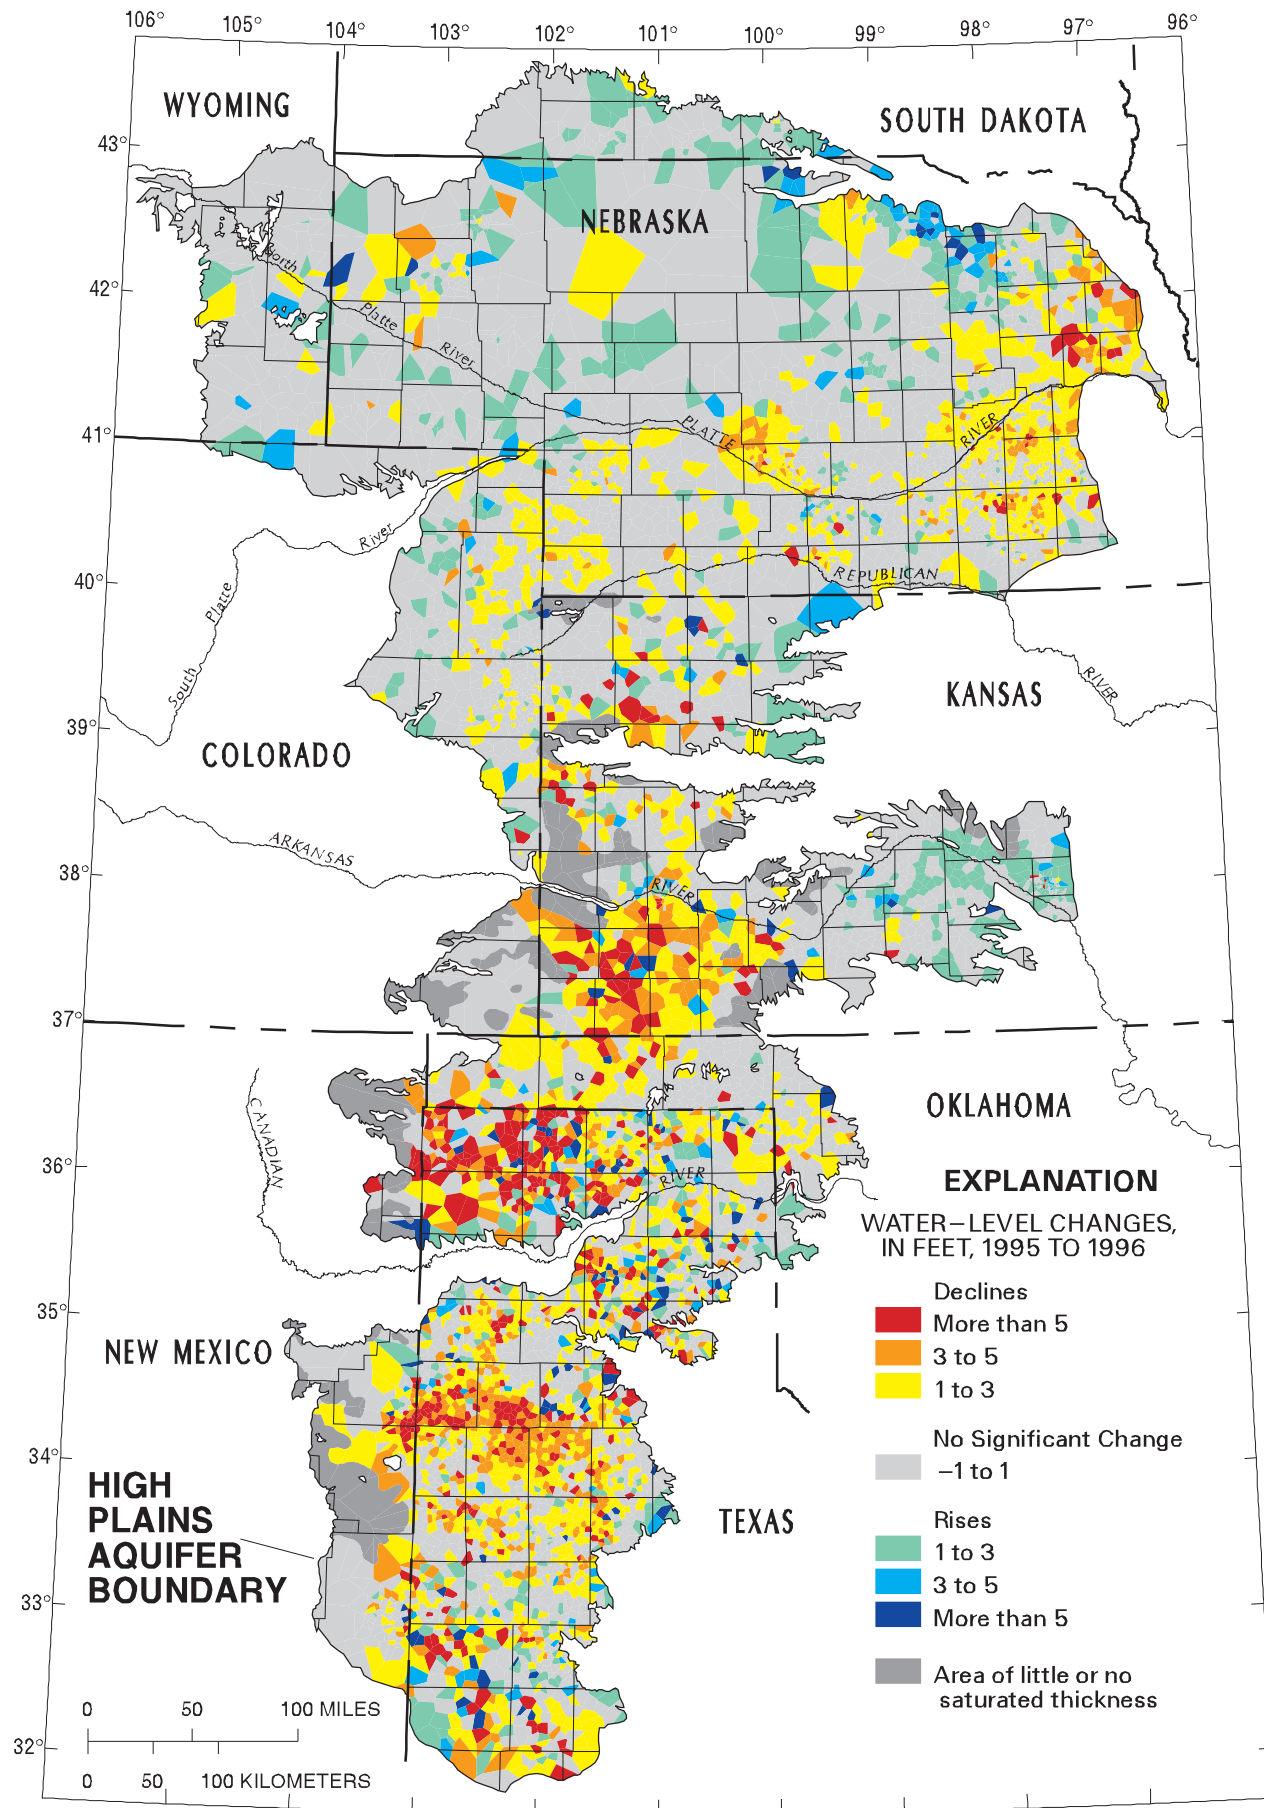 106° 105° 104° 103° 102° 101° 100° 99° 98° 97° 96°
WYOMING
SOUTH DAKOTA
43°
NEBRASKA
North
42°
Platte
River
PLATTE
RIVER
41°
River
40°
REPUBLICAN
Platte
South
RIVER
KANSAS
39°
COLORADO
ARKANSAS
38°
RIVER
37°
CANADIAN
OKLAHOMA
36°
RIVER
EXPLANATION
WATER–LEVEL CHANGES,
IN FEET, 1995 TO 1996
Declines
35°
More than 5
NEW MEXICO
3 to 5
1 to 3
No Significant Change
34°
–1 to 1
HIGH
PLAINS
AQUIFER
BOUNDARY
TEXAS
Rises
1 to 3
3 to 5
33°
More than 5
Area of little or no
saturated thickness
0 50 100 MILES
32°
0 50 100 KILOMETERS